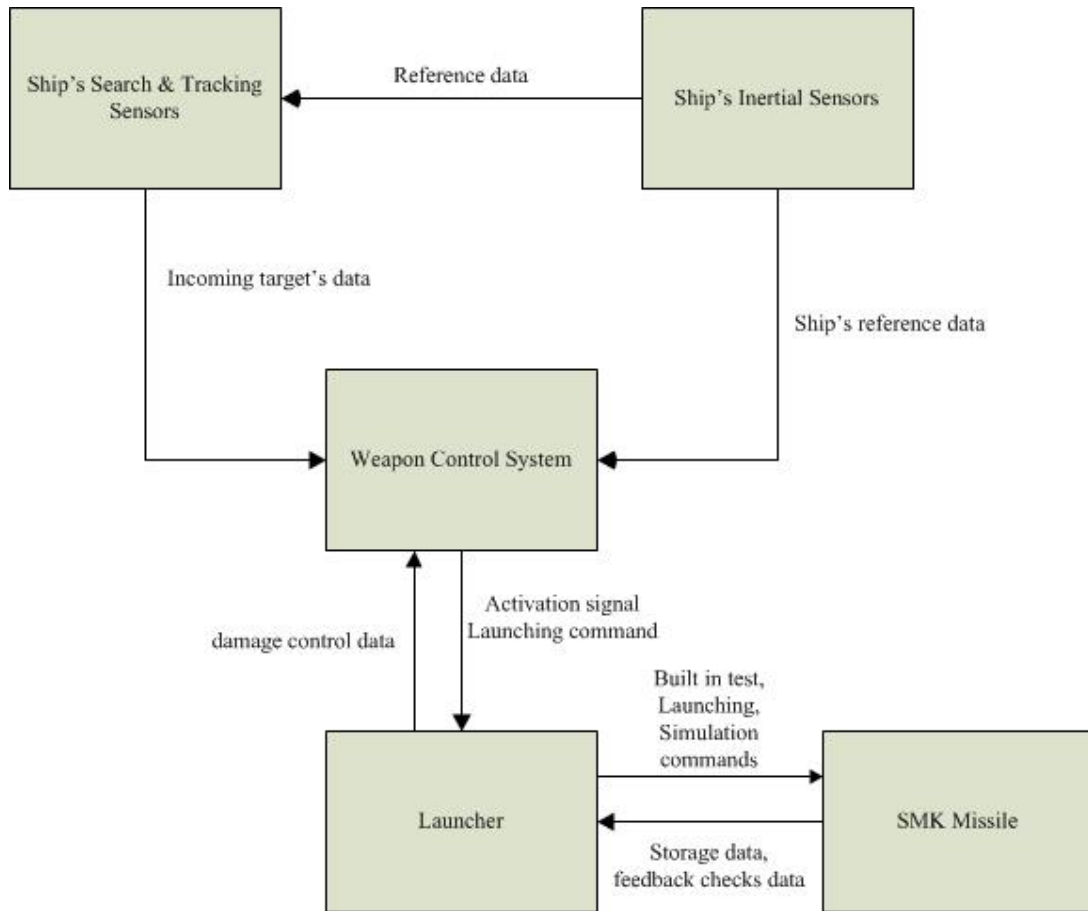 Ship's Search & Tracking
Sensors
Reference data
Ship's Inertial Sensors
Incoming target's data
Ship's reference data
Weapon Control System
damage control data
Activation signal
Launching command
Built in test,
Launching,
Simulation
commands
Launcher
SMK Missile
Storage data,
feedback checks data